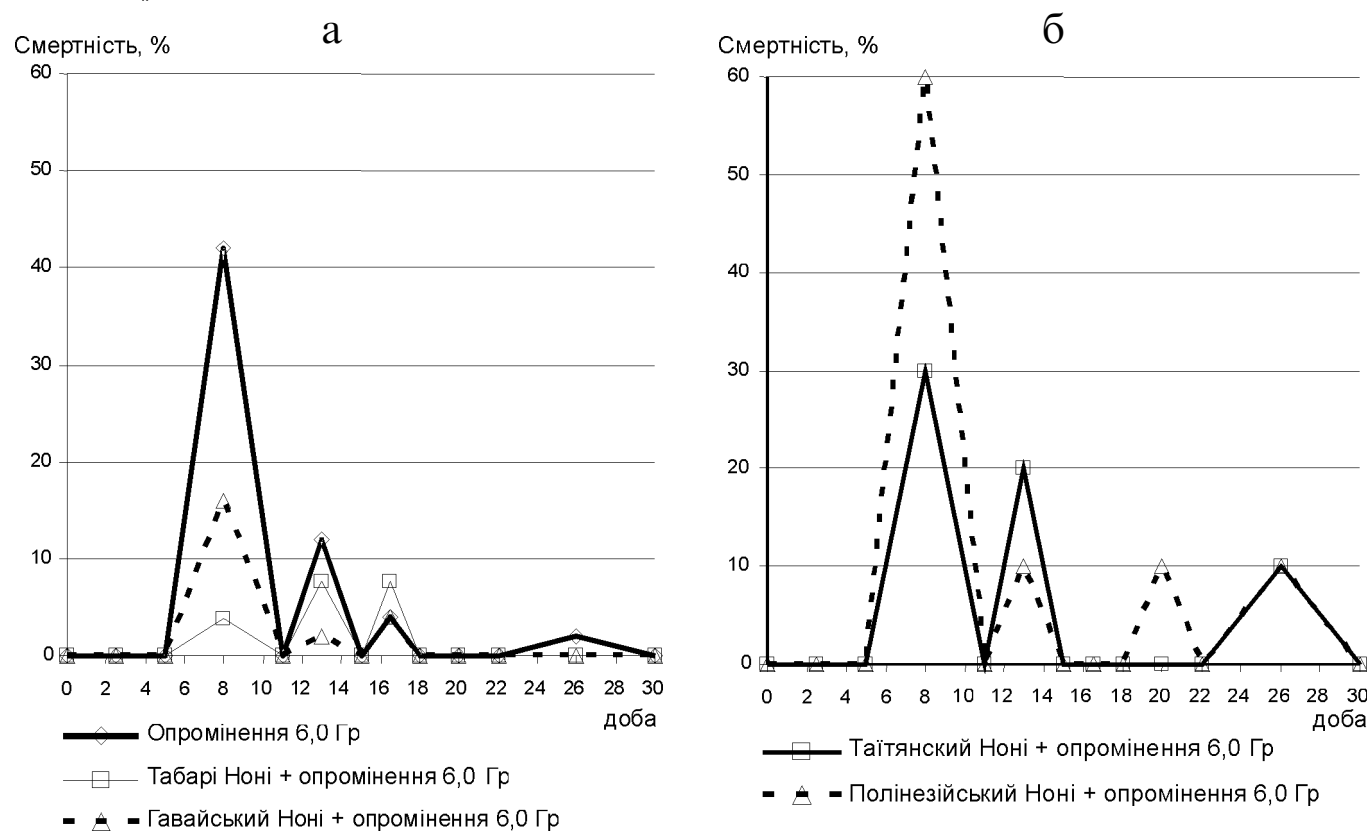 а
Смертність, %
60
50
40
30
20
10
0
0 2 4 6 8 10 12 14 16 18 20 22 24 26 28 30
доба
Опромінення 6,0 Гр
Табарі Ноні + опромінення 6,0 Гр
Гавайський Ноні + опромінення 6,0 Гр
б
Смертність, %
60
50
40
30
20
10
0
0 2 4 6 8 10 12 14 16 18 20 22 24 26 28 30
доба
Таїтянский Ноні + опромінення 6,0 Гр
Полінезійський Ноні + опромінення 6,0 Гр